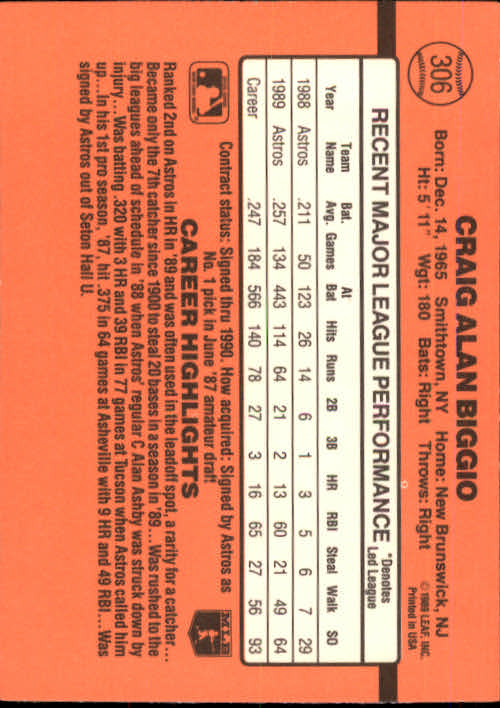 306
CRAIG ALAN BIGGIO
Born: Dec. 14, 1965 Smithtown, NY Home: New Brunswick, NJ
Ht: 5' 11" Wgt: 180 Bats: Right Throws: Right
© 1989 LEAF, INC.
Printed in USA
RECENT MAJOR LEAGUE PERFORMANCE
*Denotes
Led League
Year Team Name Bat. Avg. Games At Bat Hits Runs 2B 3B HR RBI Steal Walk SO
1988 Astros .211 50 123 26 14 6 1 3 5 6 7 29
1989 Astros .257 134 443 114 64 21 2 13 60 21 49 64
Career .247 184 566 140 78 27 3 16 65 27 56 93
Contract status: Signed thru 1990. How acquired: Signed by Astros as
No. 1 pick in June '87 amateur draft
CAREER HIGHLIGHTS
MLB
Ranked 2nd on Astros in HR in '89 and was often used in the leadoff spot, a rarity for a catcher...
Became only the 7th catcher since 1900 to steal 20 bases in a season in '89... Was rushed to the
big leagues ahead of schedule in '88 when Astros' regular C Alan Ashby was struck down by
injury... Was batting .320 with 3 HR and 39 RBI in 77 games at Tucson when Astros called him
up... In his 1st pro season, '87, hit .375 in 64 games at Asheville with 9 HR and 49 RBI... Was
signed by Astros out of Seton Hall U.